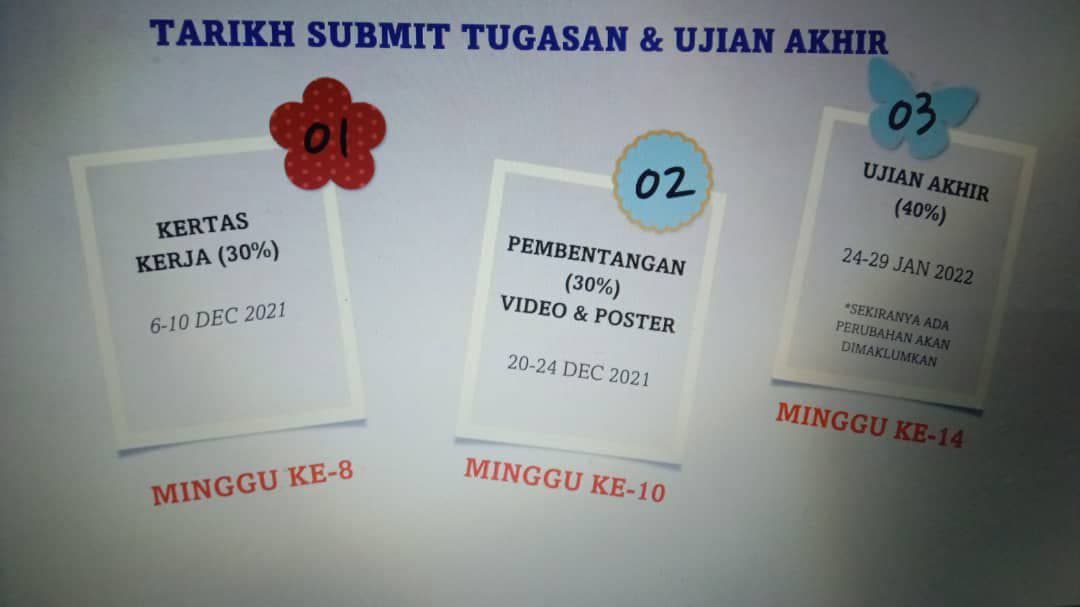 TARIKH SUBMIT TUGASAN & UJIAN AKHIR
01
KERTAS
KERJA (30%)
6-10 DEC 2021
MINGGU KE-8
02
PEMBENTANGAN
(30%)
VIDEO & POSTER
20-24 DEC 2021
MINGGU KE-10
03
UJIAN AKHIR
(40%)
24-29 JAN 2022
*SEKIRANYA ADA
PERUBAHAN AKAN
DIMAKLUMKAN
MINGGU KE-14